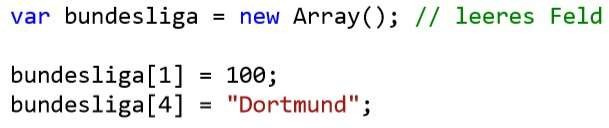 var bundesliga = new Array(); // leeres Feld
bundesliga[1] = 100;
bundesliga[4] = "Dortmund";